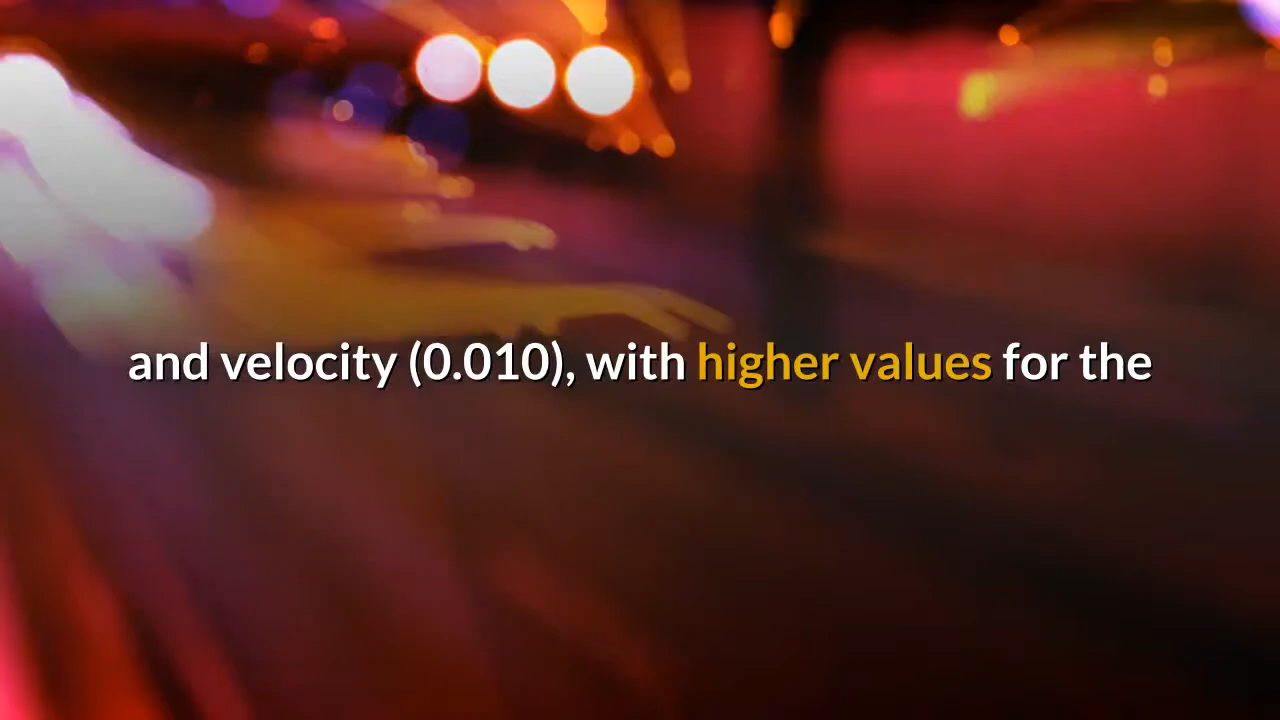 and velocity (0.010), with higher values for the